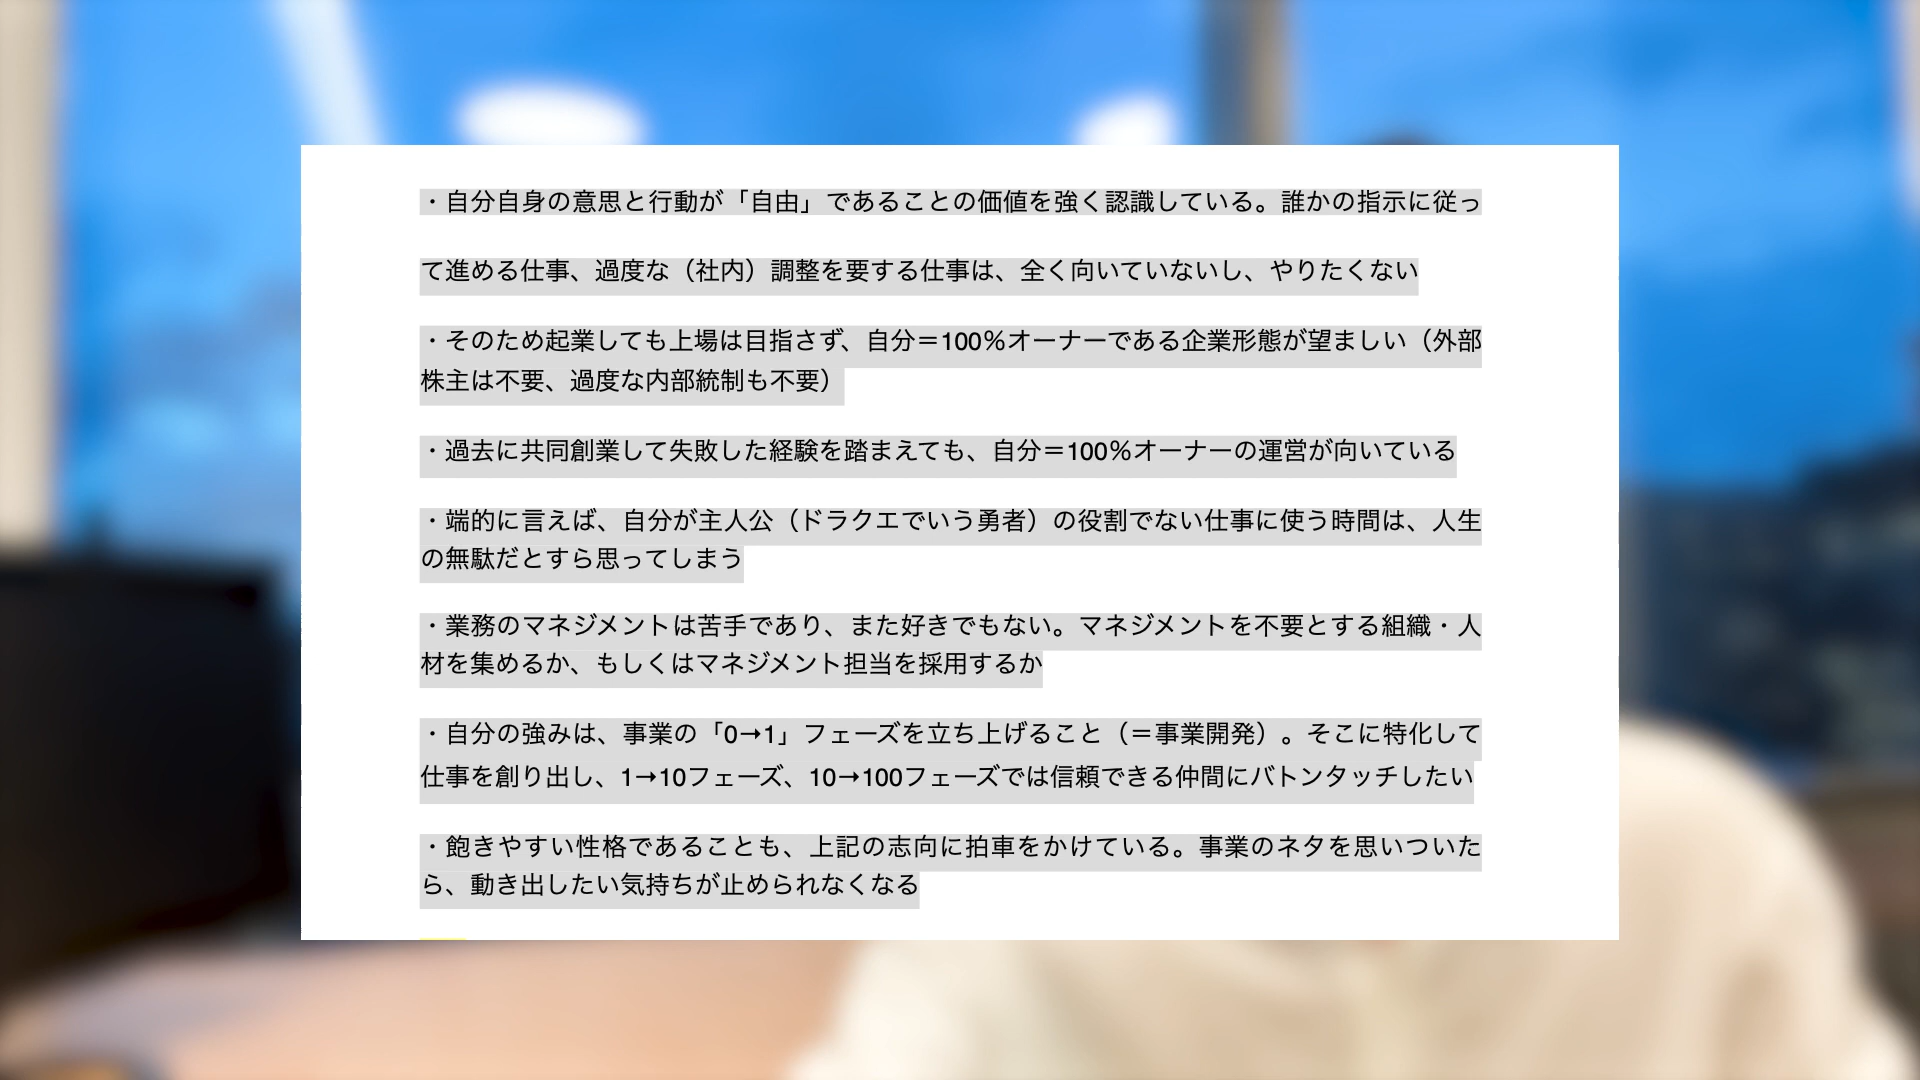 ・自分自身の意思と行動が「自由」であることの価値を強く認識している。誰かの指示に従っ
て進める仕事、過度な（社内）調整を要する仕事は、全く向いていないし、やりたくない
・そのため起業しても上場は目指さず、自分＝100％オーナーである企業形態が望ましい（外部
株主は不要、過度な内部統制も不要）
・過去に共同創業して失敗した経験を踏まえても、自分＝100％オーナーの運営が向いている
・端的に言えば、自分が主人公（ドラクエでいう勇者）の役割でない仕事に使う時間は、人生
の無駄だとすら思ってしまう
・業務のマネジメントは苦手であり、また好きでもない。マネジメントを不要とする組織・人
材を集めるか、もしくはマネジメント担当を採用するか
・自分の強みは、事業の「0→1」フェーズを立ち上げること（＝事業開発）。そこに特化して
仕事を創り出し、1→10フェーズ、10→100フェーズでは信頼できる仲間にバトンタッチしたい
・飽きやすい性格であることも、上記の志向に拍車をかけている。事業のネタを思いついた
ら、動き出したい気持ちが止められなくなる